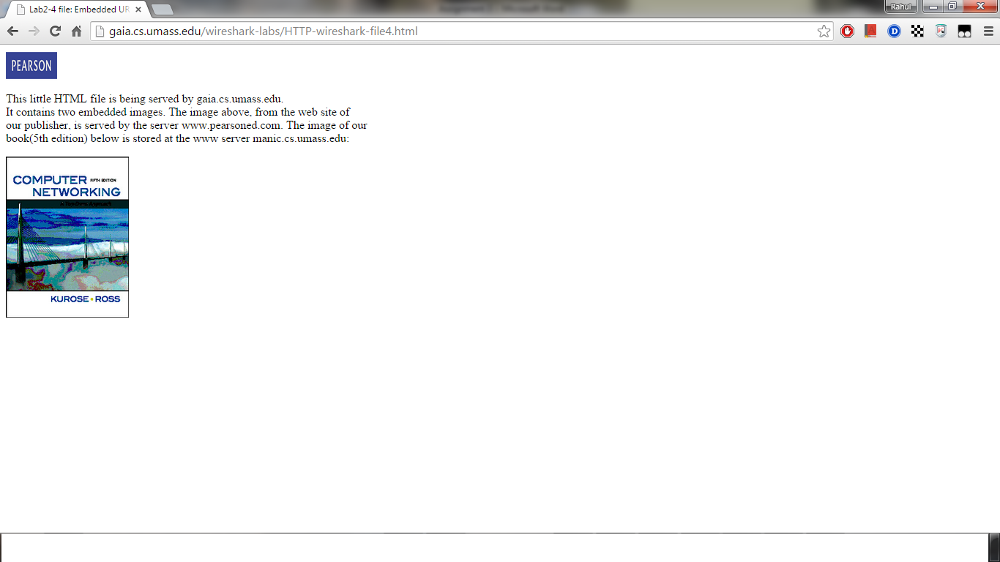 Lab2-4 file: Embedded UR
Rahul
gaia.cs.umass.edu/wireshark-labs/HTTP-wireshark-file4.html
PEARSON
This little HTML file is being served by gaia.cs.umass.edu.
It contains two embedded images. The image above, from the web site of
our publisher, is served by the server www.pearsoned.com. The image of our
book(5th edition) below is stored at the www server manic.cs.umass.edu:
COMPUTER FIFTH EDITION
NETWORKING
KUROSE • ROSS